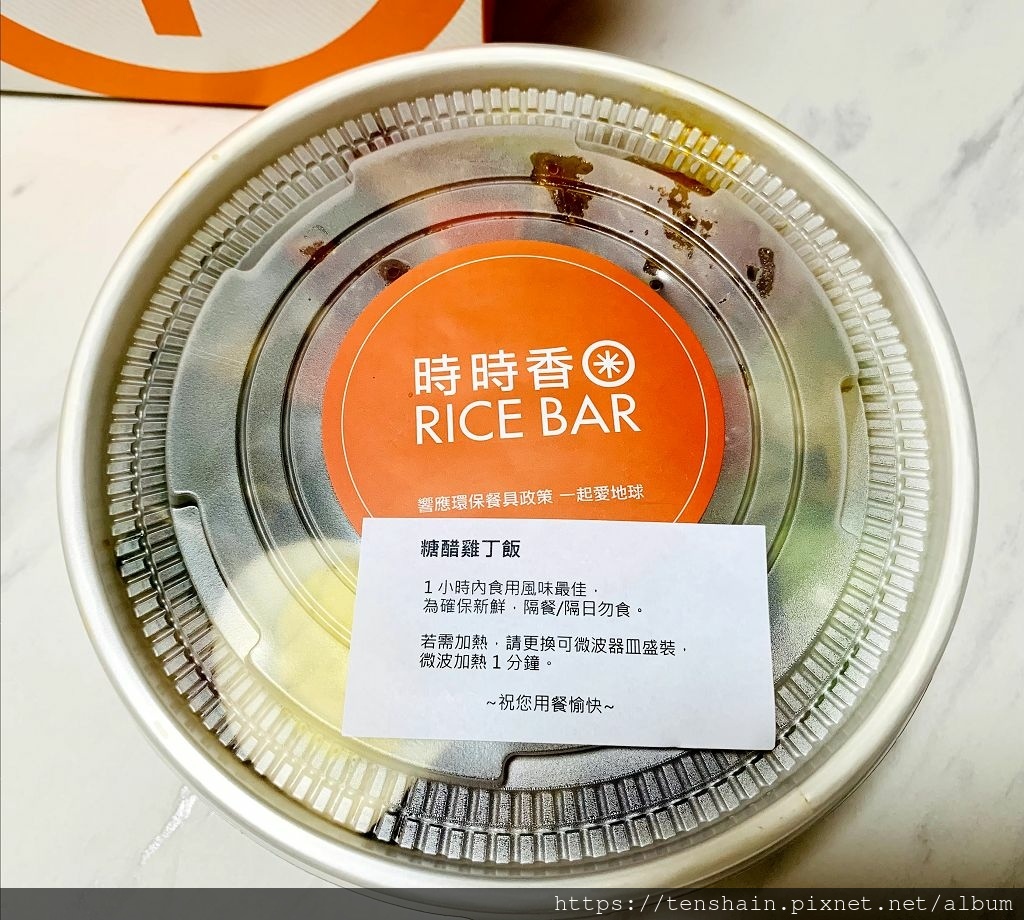 時時香
RICE BAR
響應環保餐具政策 一起愛地球
糖醋雞丁飯
1小時內食用風味最佳，
為確保新鮮，隔餐/隔日勿食。
若需加熱，請更換可微波器皿盛裝，
微波加熱1分鐘。
~祝您用餐愉快~
https://tenshain.pixnet.net/album